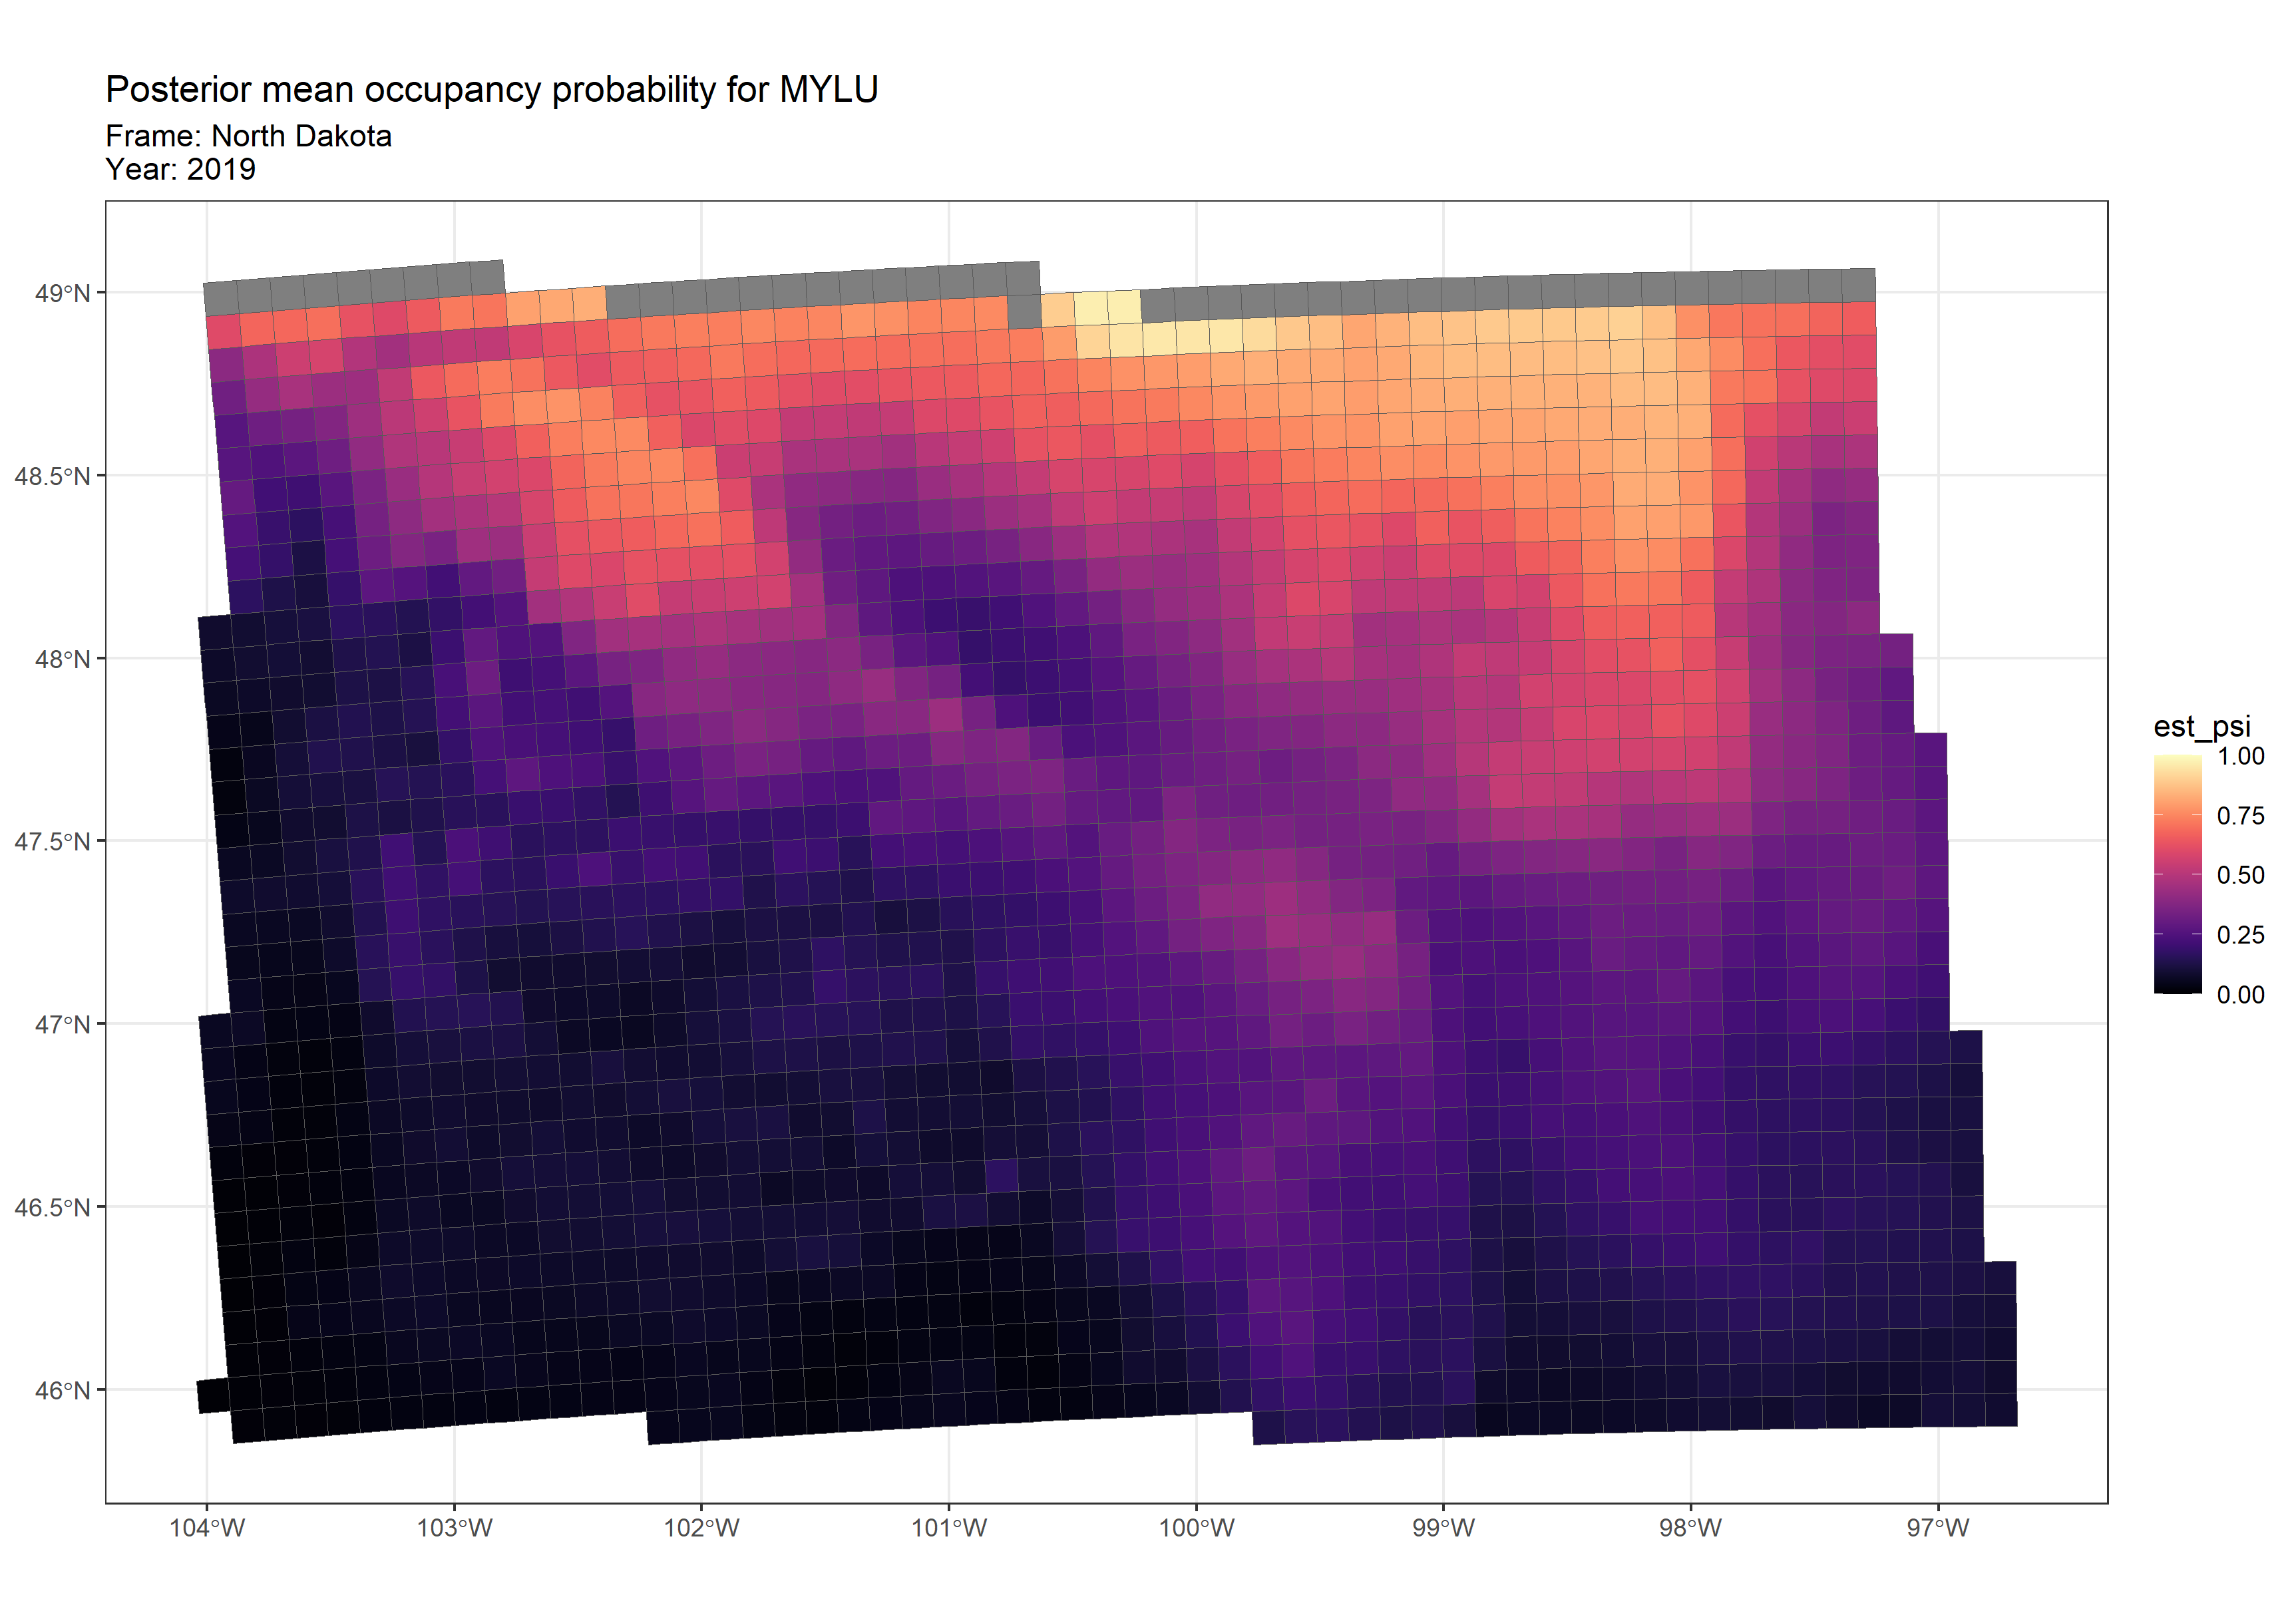 Posterior mean occupancy probability for MYLU
Frame: North Dakota
Year: 2019
49°N
48.5°N
48°N
47.5°N
47°N
46.5°N
46°N
104°W 103°W 102°W 101°W 100°W 99°W 98°W 97°W
est_psi
1.00
0.75
0.50
0.25
0.00